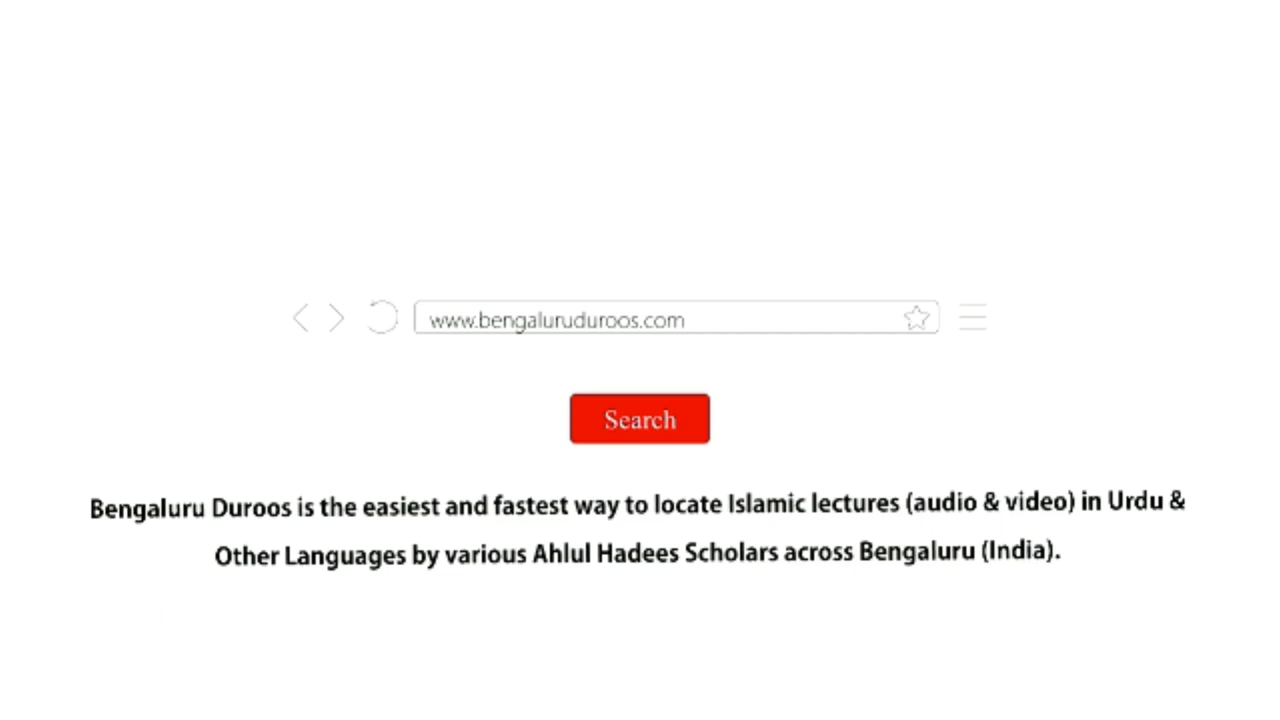 www.bengaluruduroos.com
Search
Bengaluru Duroos is the easiest and fastest way to locate Islamic lectures (audio & video) in Urdu &
Other Languages by various Ahlul Hadees Scholars across Bengaluru (India).